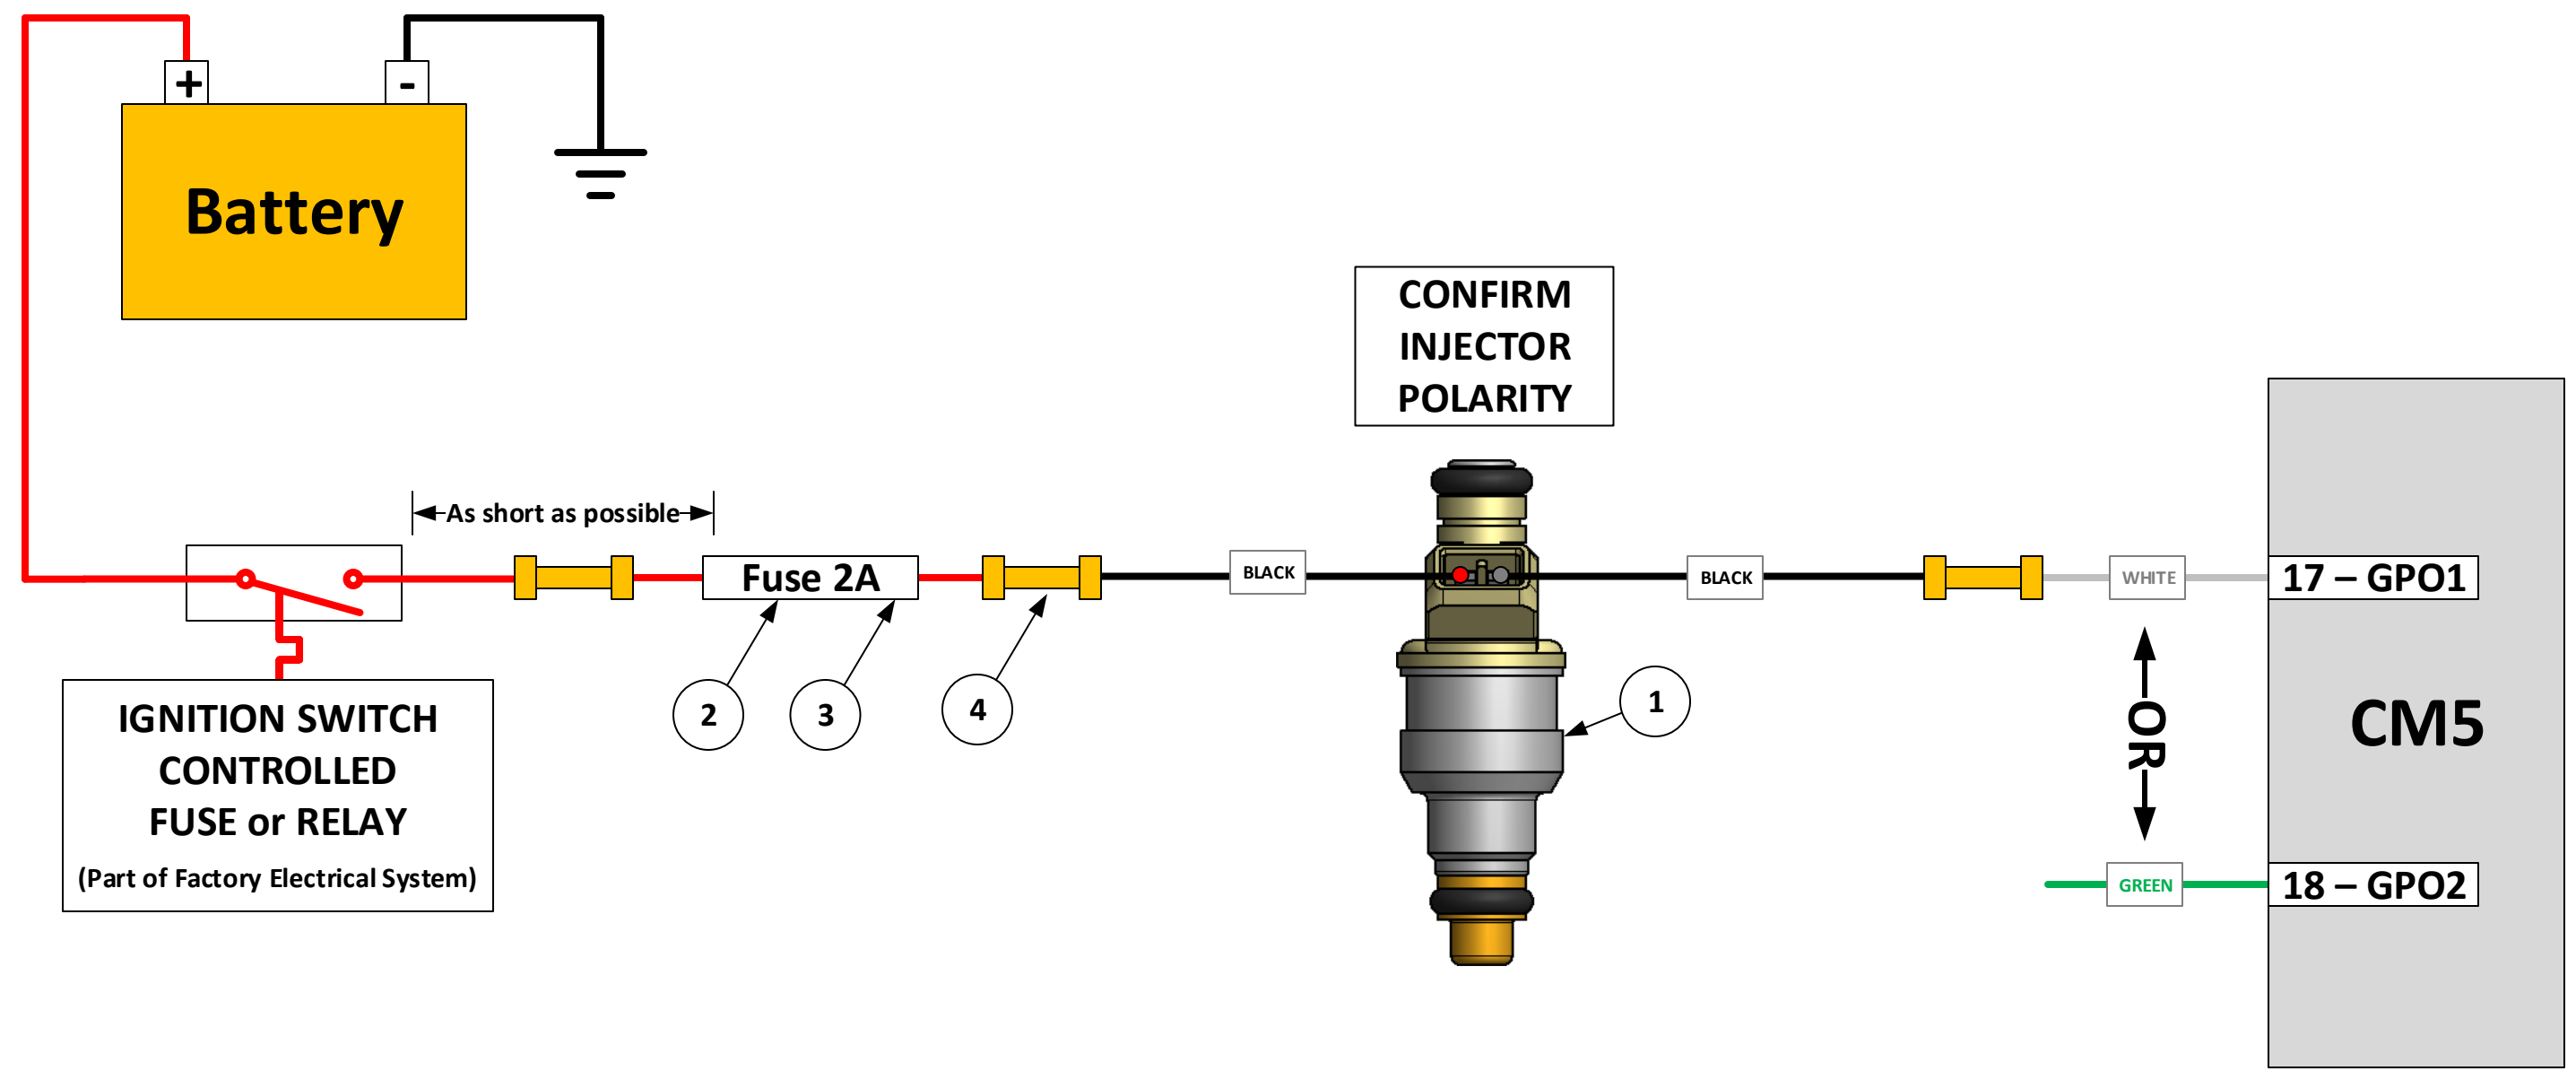 +
-
Battery
CONFIRM
INJECTOR
POLARITY
As short as possible
Fuse 2A
BLACK
BLACK
WHITE
17 – GPO1
2
3
4
1
OR
CM5
IGNITION SWITCH
CONTROLLED
FUSE or RELAY
(Part of Factory Electrical System)
GREEN
18 – GPO2